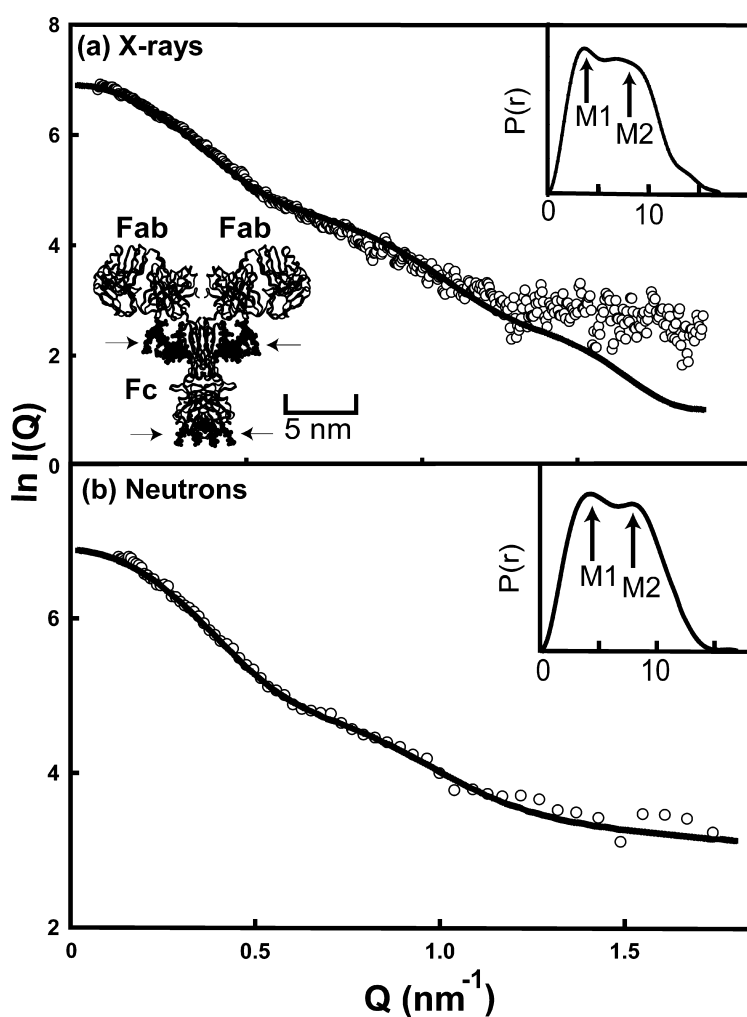 8
(a) X-rays
P(r)
M1
M2
0
10
6
4
Fab
Fab
2
Fc
5 nm
0
ln I(Q)
(b) Neutrons
P(r)
M1
M2
0
10
6
4
2
0
0.5
1.0
1.5
Q (nm⁻¹)